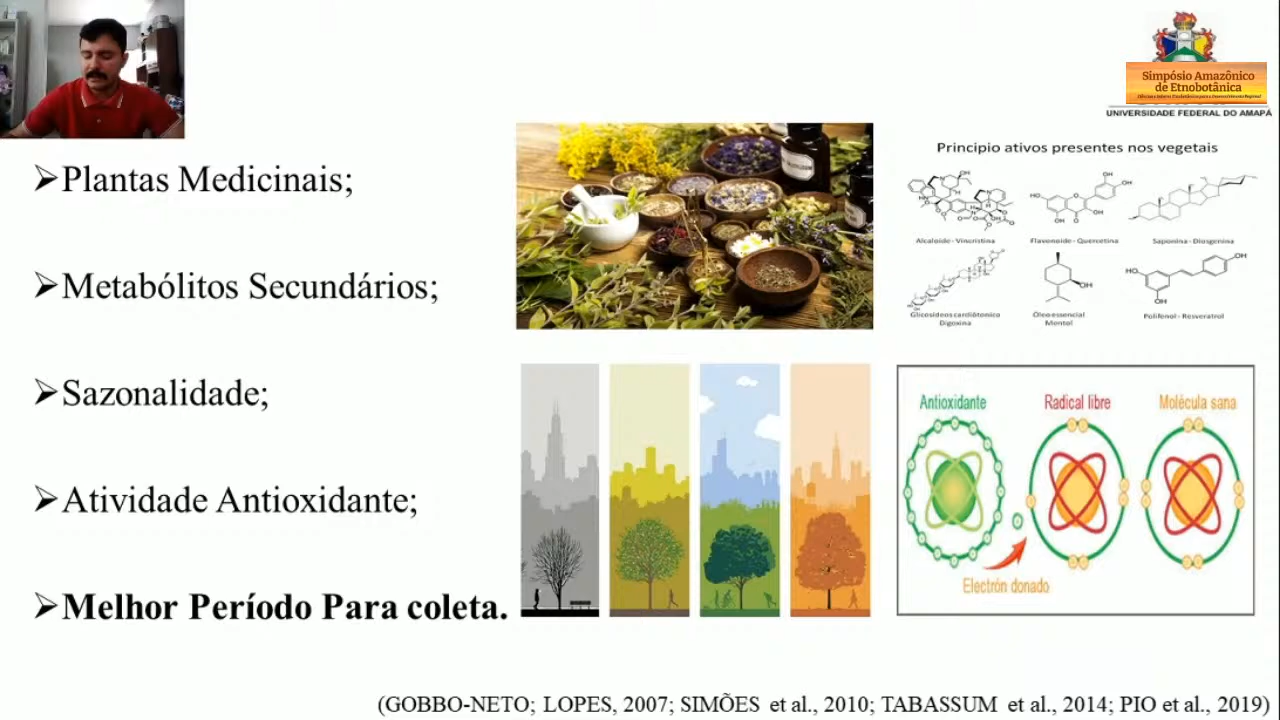 Simpósio Amazônico
de Etnobotânica
UNIVERSIDADE FEDERAL DO AMAPÁ
➢Plantas Medicinais;
➢Metabólitos Secundários;
➢Sazonalidade;
➢Atividade Antioxidante;
➢Melhor Período Para coleta.
Principio ativos presentes nos vegetais
Alcaloide - Vincristina
Flavonoide - Quercetina
Saponina - Diosgenina
Glicosídeos cardiôtonico
Digoxina
Óleo essencial
Mentol
Polifenol - Resveratrol
Antioxidante
Radical libre
Molécula sana
Electrón donado
(GOBBO-NETO; LOPES, 2007; SIMÕES et al., 2010; TABASSUM et al., 2014; PIO et al., 2019)